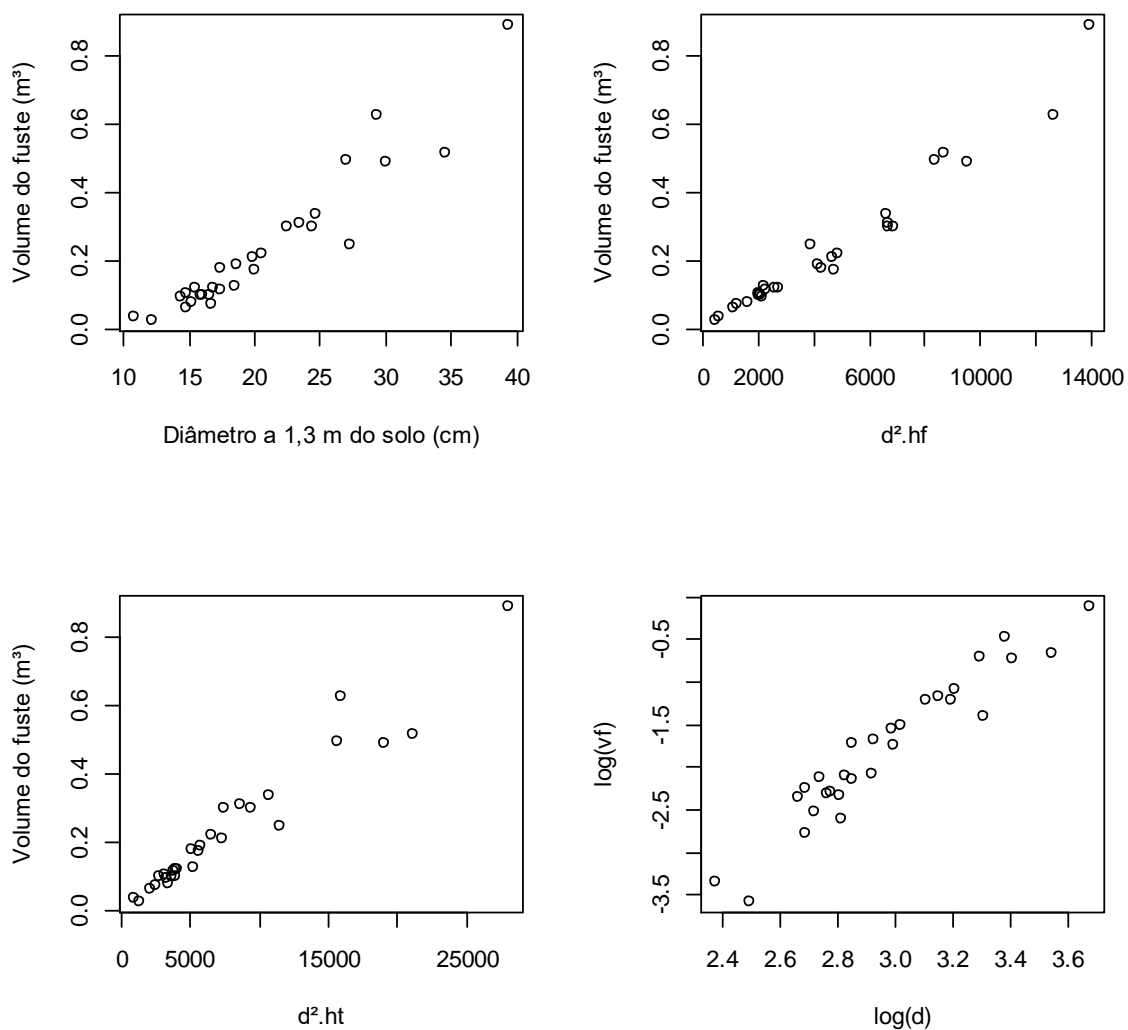 Volume do fuste (m³)
0.0 0.2 0.4 0.6 0.8
10 15 20 25 30 35 40
Diâmetro a 1,3 m do solo (cm)
Volume do fuste (m³)
0.0 0.2 0.4 0.6 0.8
0 2000 6000 10000 14000
d².hf
Volume do fuste (m³)
0.0 0.2 0.4 0.6 0.8
0 5000 15000 25000
d².ht
log(vf)
-3.5 -2.5 -1.5 -0.5
2.4 2.6 2.8 3.0 3.2 3.4 3.6
log(d)